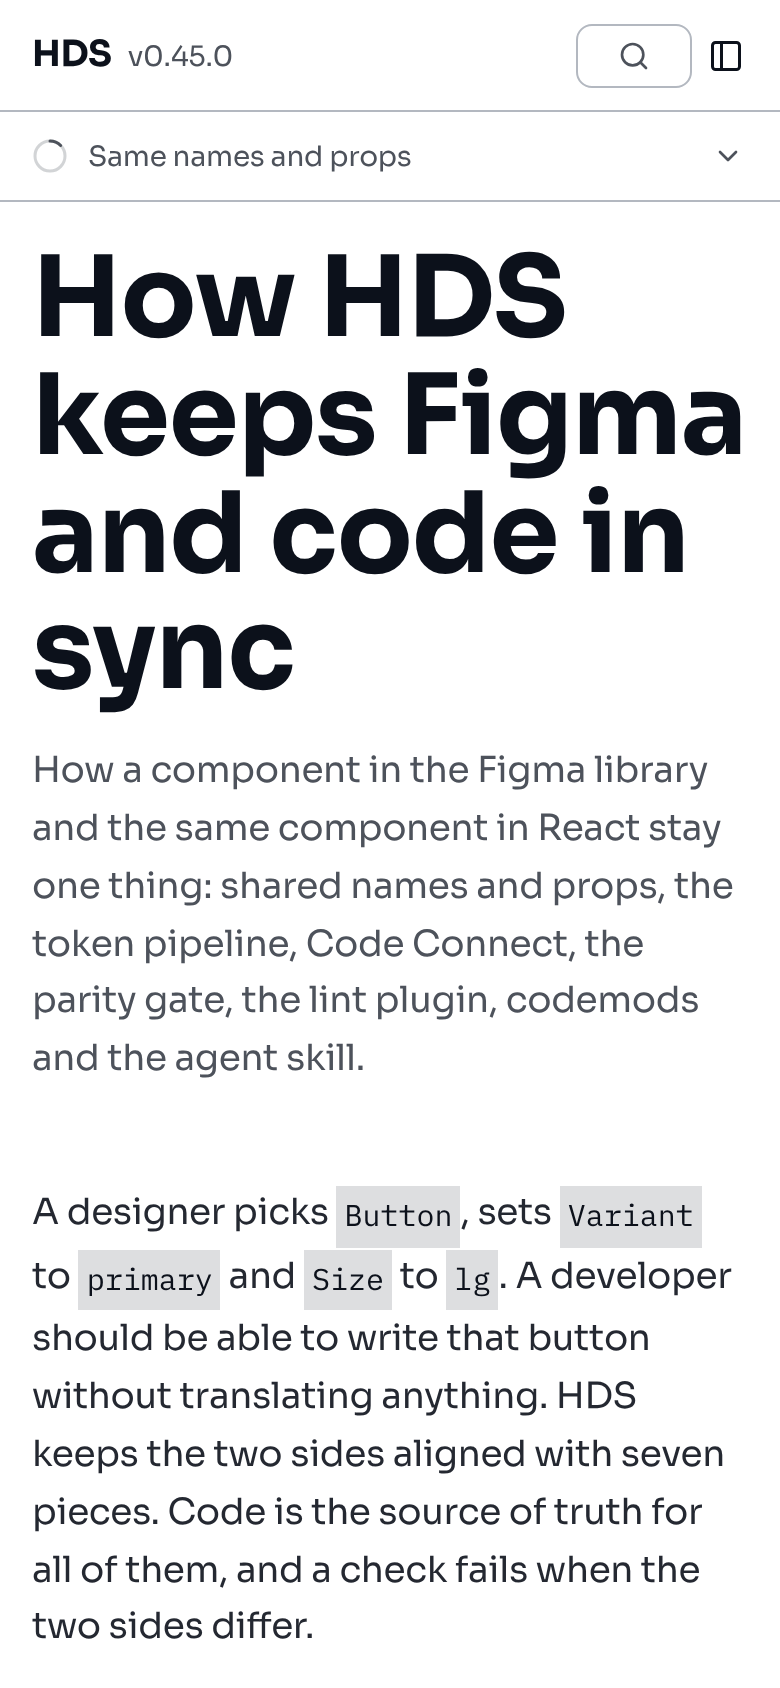 HDS v0.45.0
Same names and props
How HDS
keeps Figma
and code in
sync
How a component in the Figma library
and the same component in React stay
one thing: shared names and props, the
token pipeline, Code Connect, the
parity gate, the lint plugin, codemods
and the agent skill.
A designer picks Button, sets Variant
to primary and Size to lg. A developer
should be able to write that button
without translating anything. HDS
keeps the two sides aligned with seven
pieces. Code is the source of truth for
all of them, and a check fails when the
two sides differ.